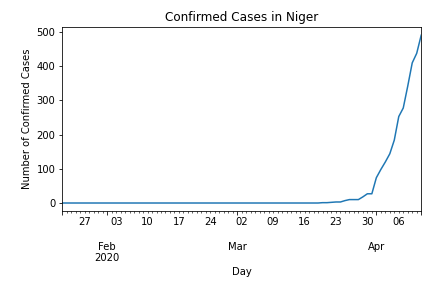 Confirmed Cases in Niger
500
400
300
200
100
0
Number of Confirmed Cases
27 03 10 17 24 02 09 16 23 30 06
Feb Mar Apr
2020
Day